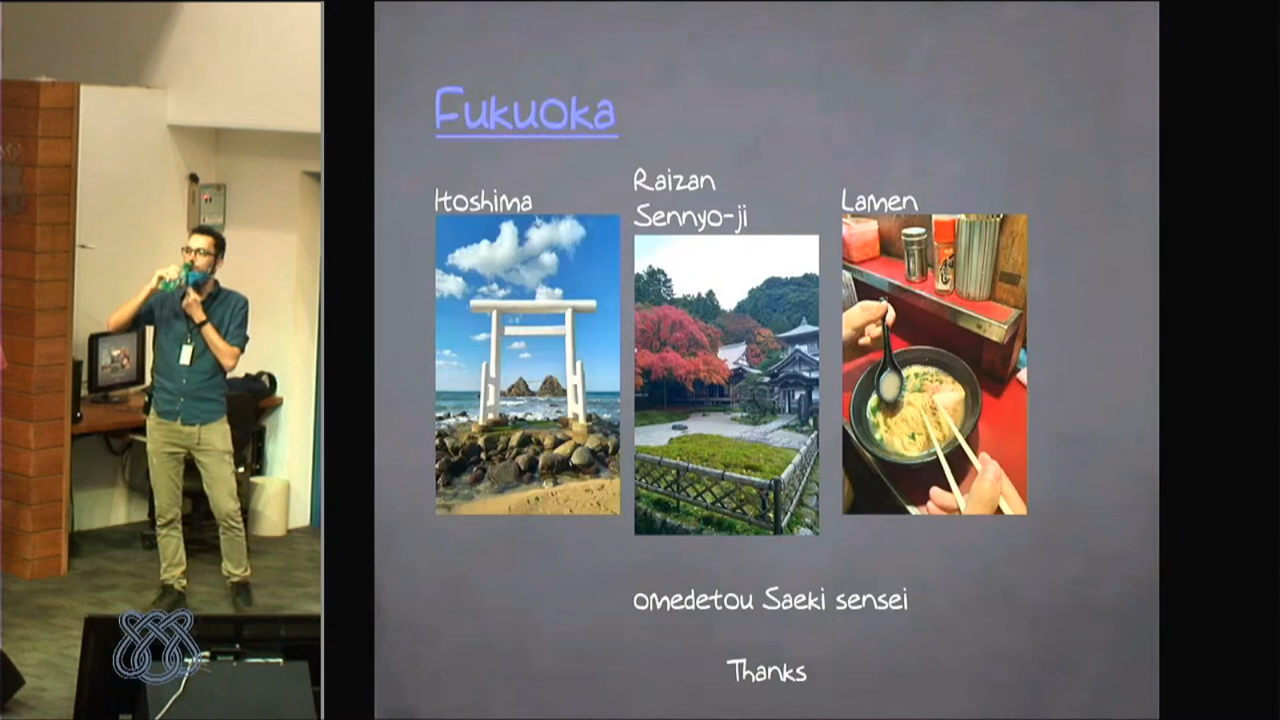 Fukuoka
Itoshima
Raizan
Sennyo-ji
Lamen
omedetou Saeki sensei
Thanks